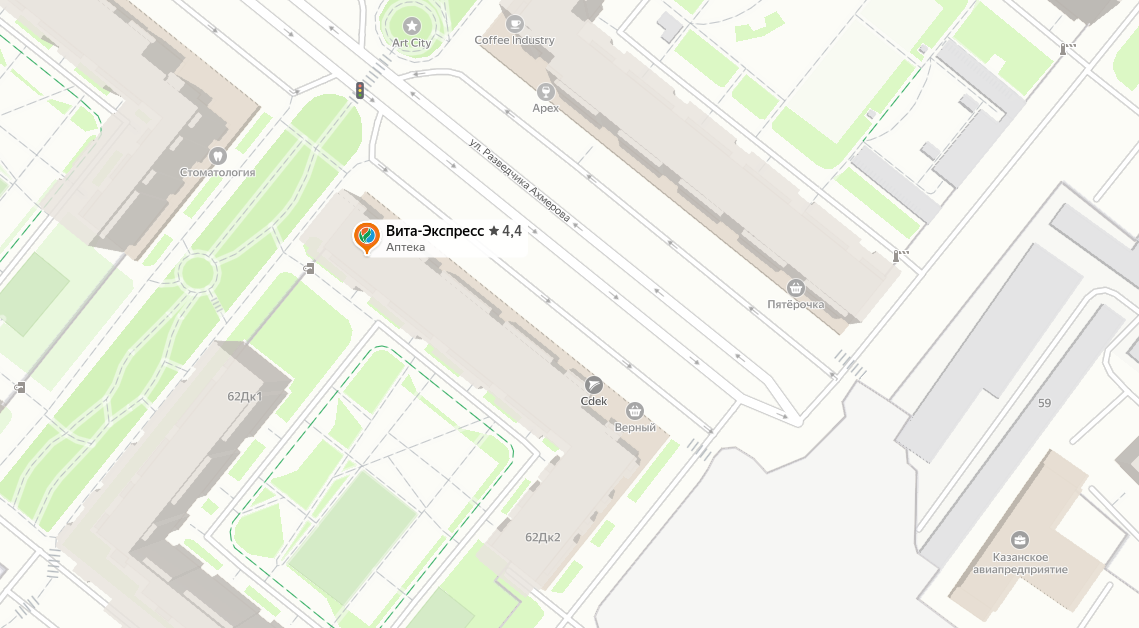 Coffee Industry
Art City
Арех
ул. Разведчика Ахмерова
Стоматология
Вита-Экспресс ★ 4,4
Аптека
Пятёрочка
Cdek
62Дк1
Верный
59
62Дк2
Казанское
авиапредприятие